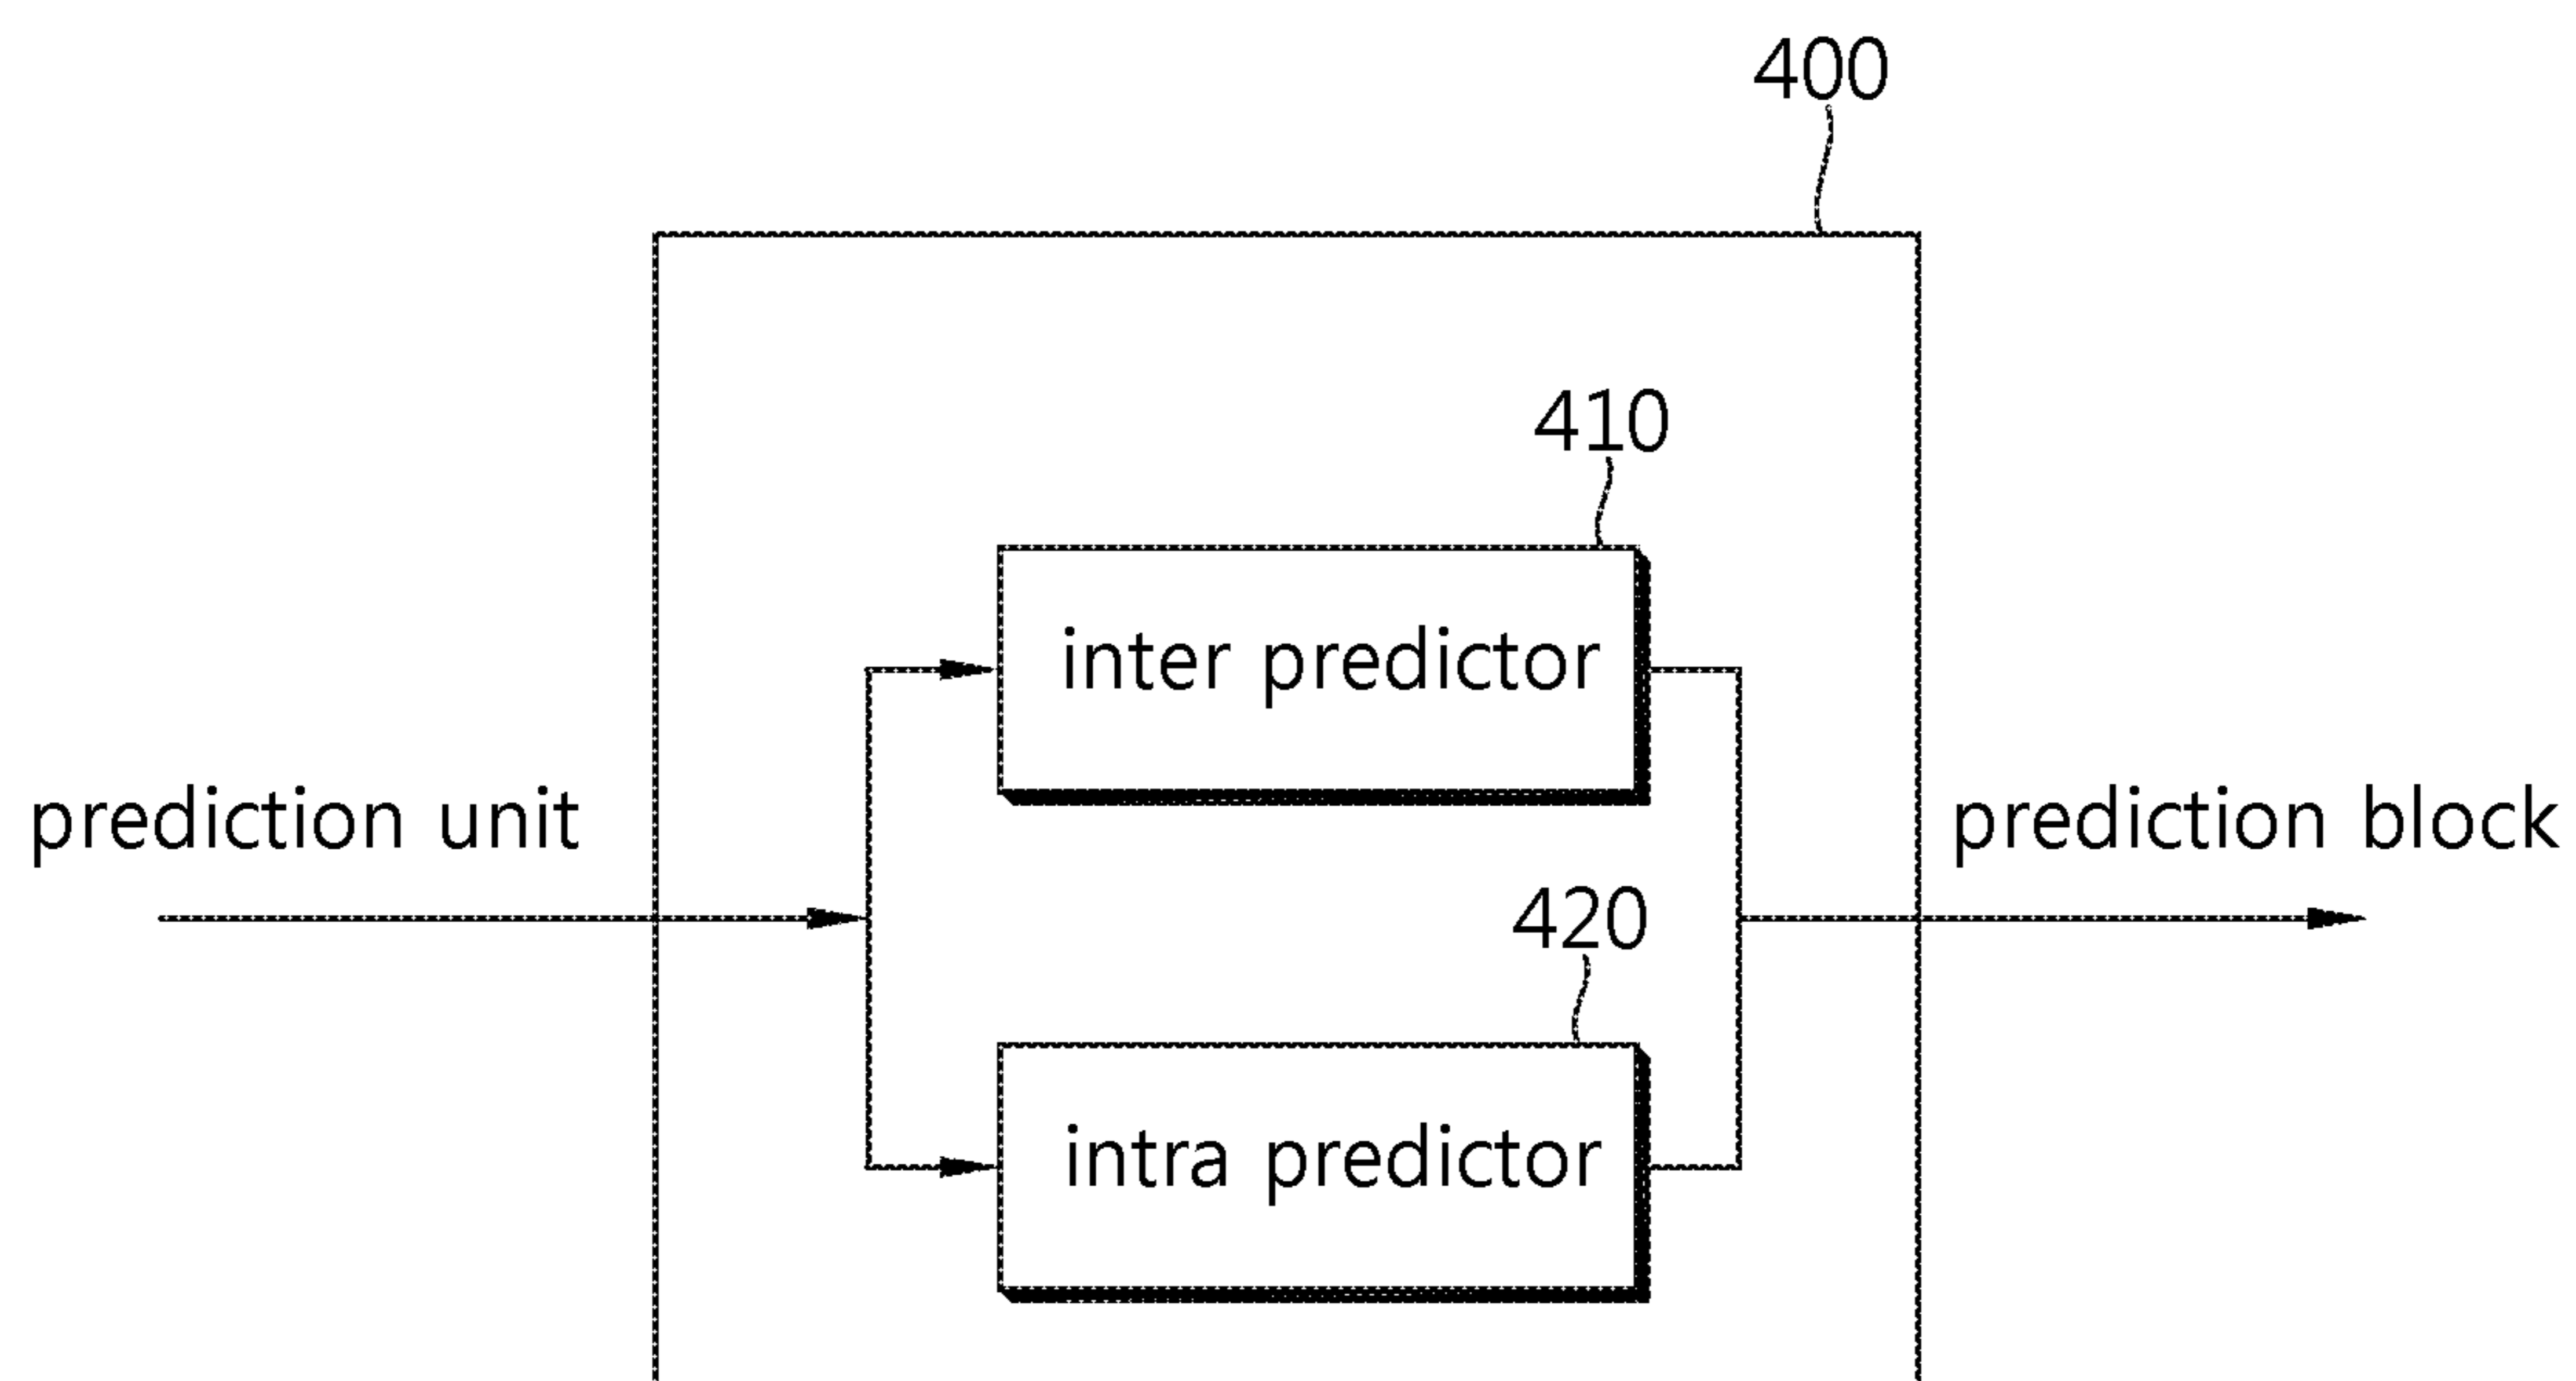 400
410
inter predictor
prediction unit
prediction block
420
intra predictor